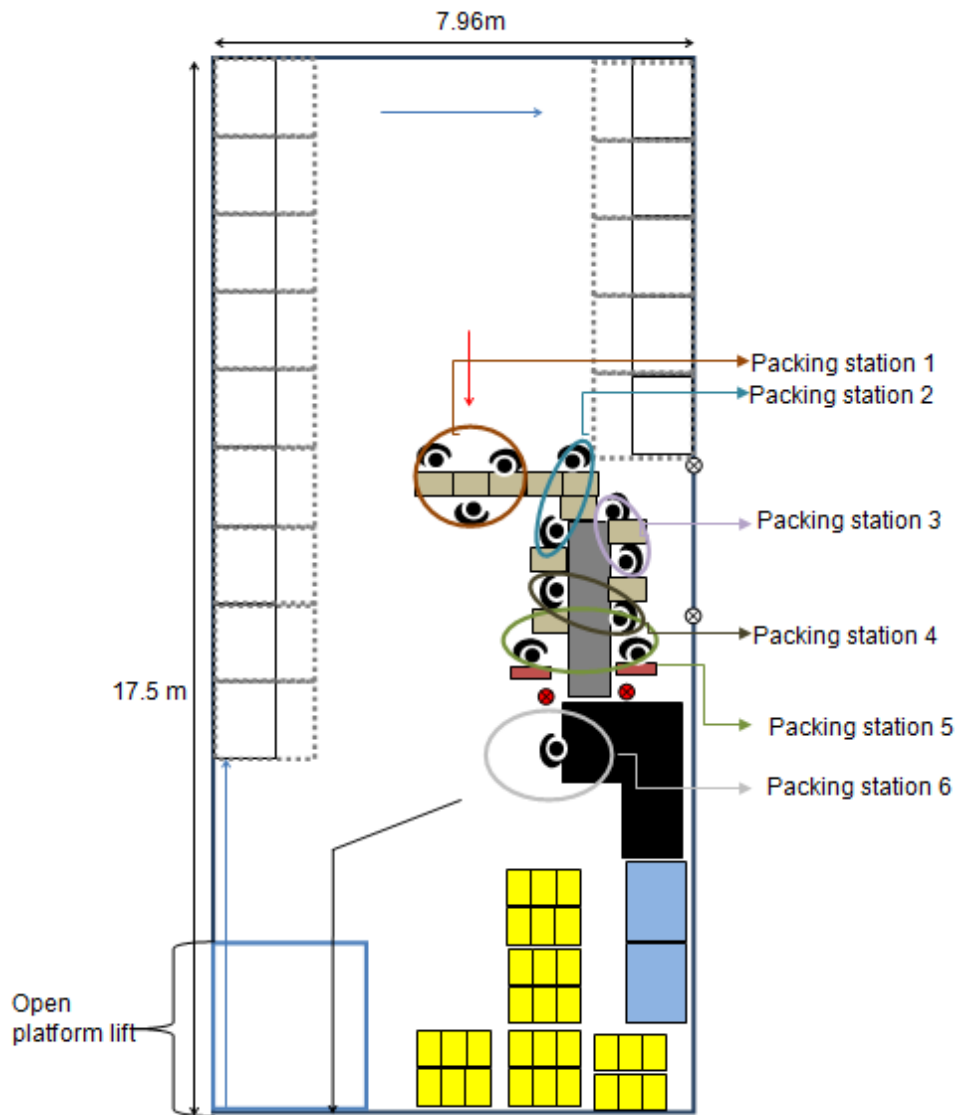 7.96m
Packing station 1
Packing station 2
Packing station 3
Packing station 4
17.5 m
Packing station 5
Packing station 6
Open
platform lift